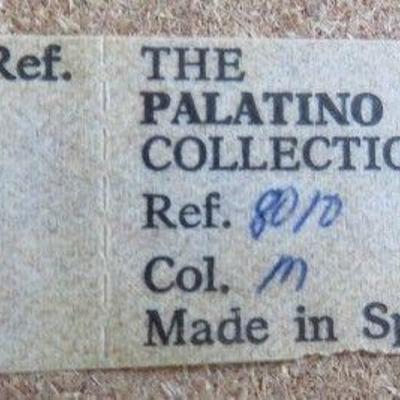 Ref. THE
PALATINO
COLLECTIO
Ref. 8010
Col. m
Made in Sp